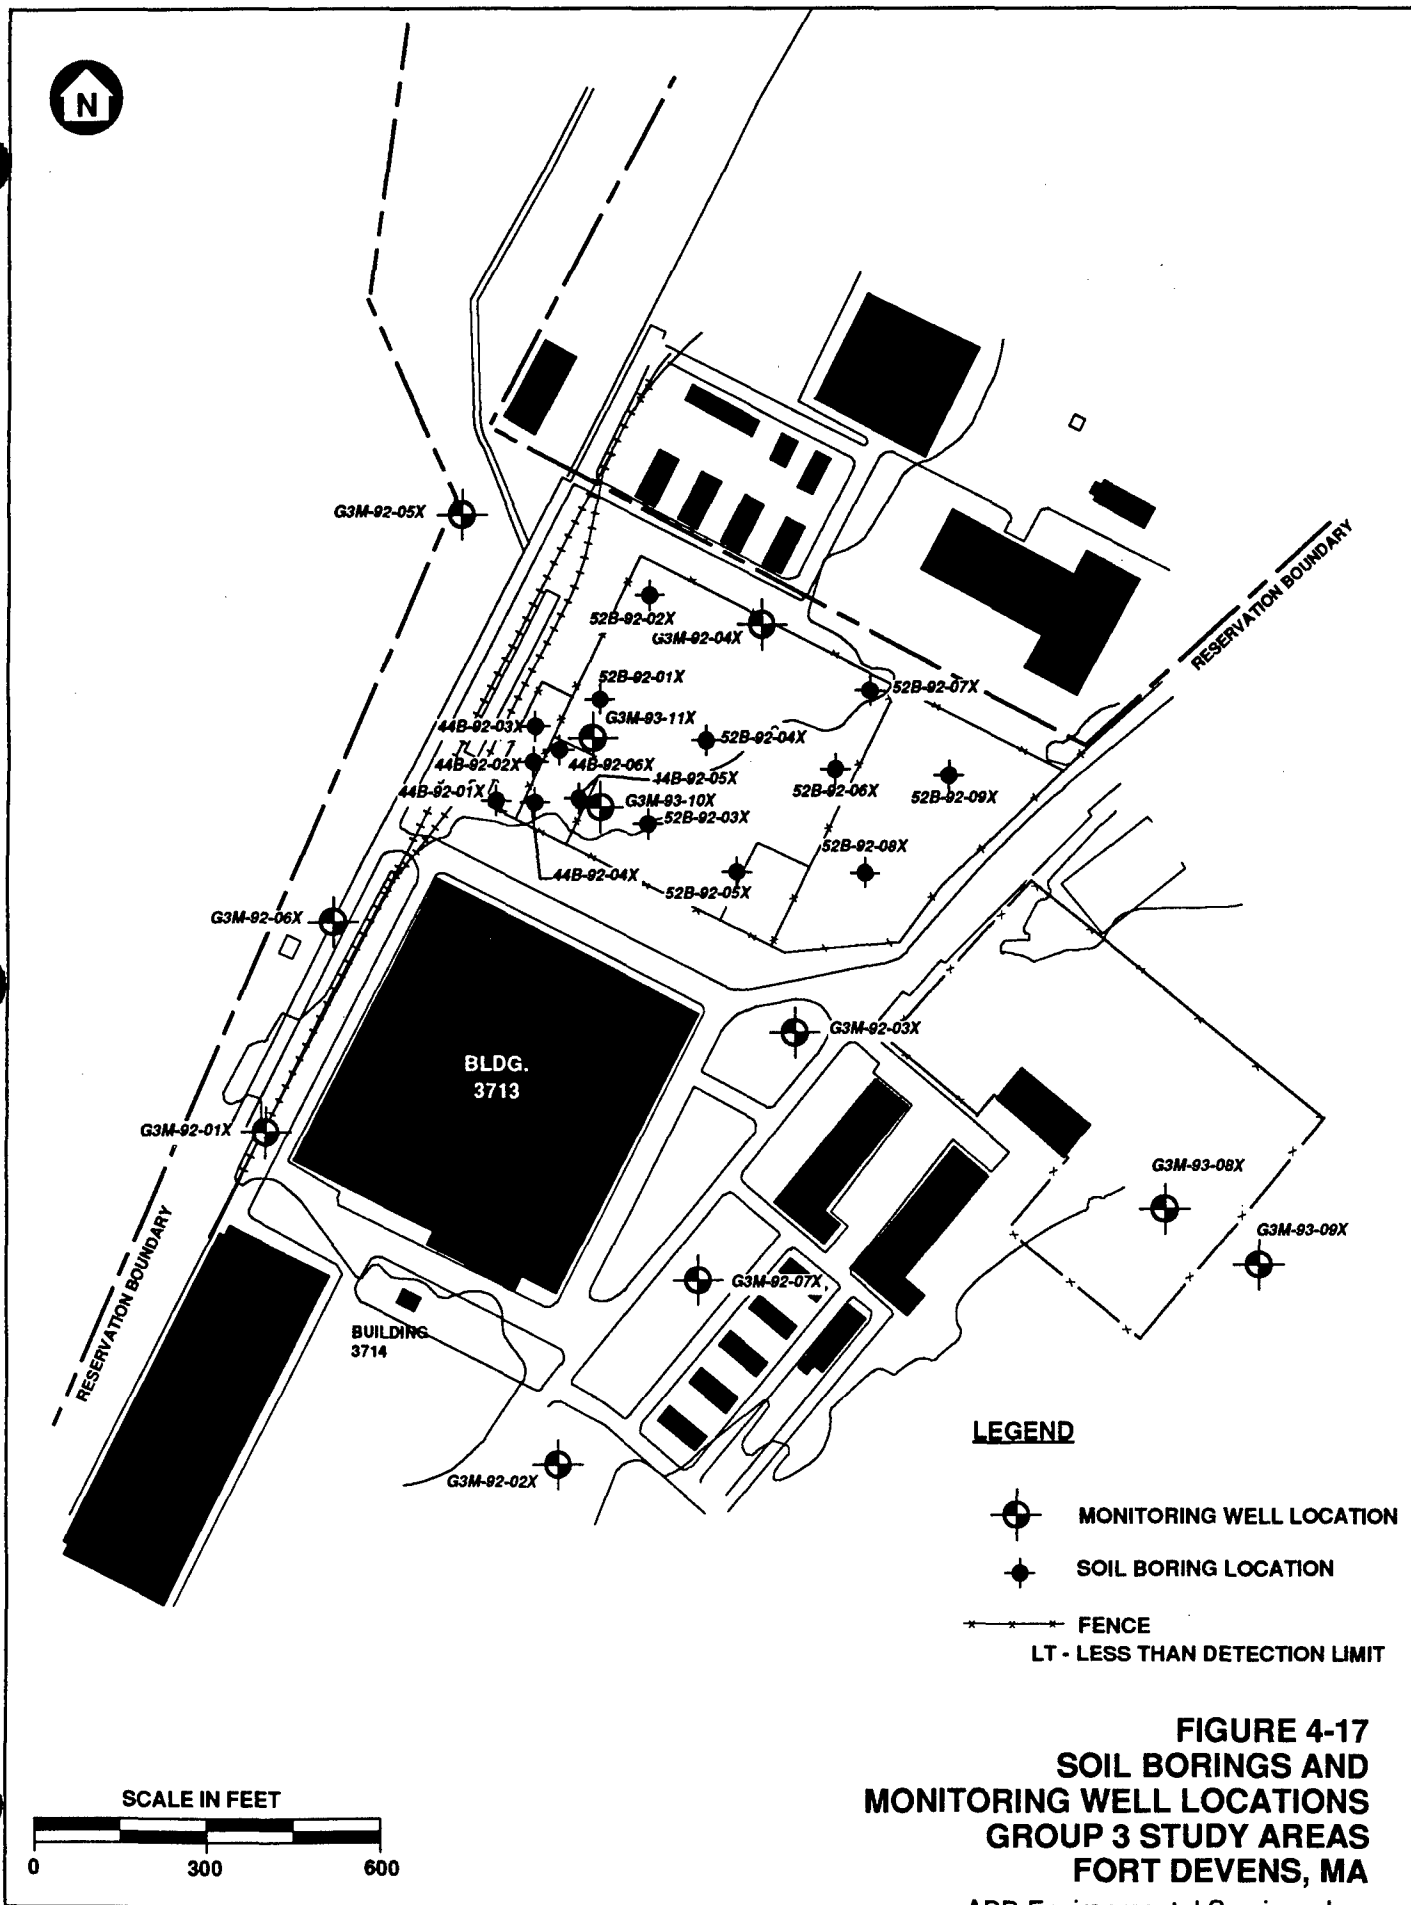 N
G3M-92-05X
RESERVATION BOUNDARY
52B-92-02X
G3M-92-04X
52B-92-01X
52B-92-07X
44B-92-03X
G3M-93-11X
52B-92-04X
44B-92-02X
44B-92-06X
44B-92-05X
44B-92-01X
G3M-93-10X
52B-92-06X
52B-92-09X
52B-92-03X
52B-92-08X
44B-92-04X
52B-92-05X
G3M-92-06X
G3M-92-03X
BLDG.
3713
G3M-92-01X
G3M-93-08X
G3M-93-09X
G3M-92-07X
RESERVATION BOUNDARY
BUILDING
3714
G3M-92-02X
LEGEND
MONITORING WELL LOCATION
SOIL BORING LOCATION
FENCE
LT - LESS THAN DETECTION LIMIT
FIGURE 4-17
SOIL BORINGS AND
MONITORING WELL LOCATIONS
GROUP 3 STUDY AREAS
FORT DEVENS, MA
SCALE IN FEET
0 300 600